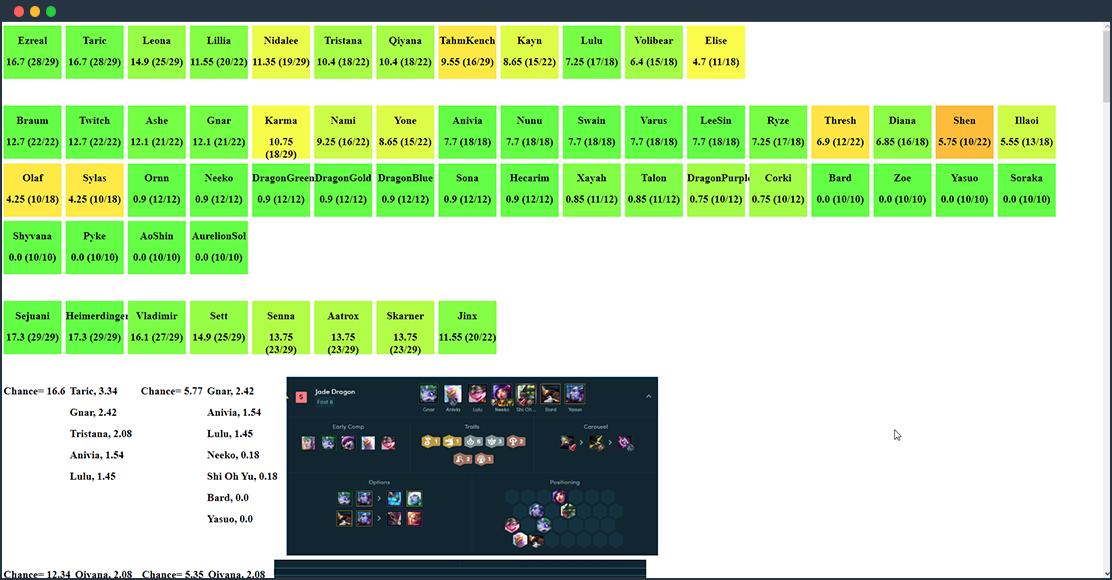 Ezreal Taric Leona Lillia Nidalee Tristana Qiyana TahmKench Kayn Lulu Volibear Elise
16.7 (28/29) 16.7 (28/29) 14.9 (25/29) 11.55 (20/22) 11.35 (19/29) 10.4 (18/22) 10.4 (18/22) 9.55 (16/29) 8.65 (15/22) 7.25 (17/18) 6.4 (15/18) 4.7 (11/18)
Braum Twitch Ashe Gnar Karma Nami Yone Anivia Nunu Swain Varus LeeSin Ryze Thresh Diana Shen Illaoi
12.7 (22/22) 12.7 (22/22) 12.1 (21/22) 12.1 (21/22) 10.75 (18/29) 9.25 (16/22) 8.65 (15/22) 7.7 (18/18) 7.7 (18/18) 7.7 (18/18) 7.7 (18/18) 7.7 (18/18) 7.25 (17/18) 6.9 (12/22) 6.85 (16/18) 5.75 (10/22) 5.55 (13/18)
Olaf Sylas Ornn Neeko DragonGreen DragonGold DragonBlue Sona Hecarim Xayah Talon DragonPurple Corki Bard Zoe Yasuo Soraka
4.25 (10/18) 4.25 (10/18) 0.9 (12/12) 0.9 (12/12) 0.9 (12/12) 0.9 (12/12) 0.9 (12/12) 0.9 (12/12) 0.9 (12/12) 0.85 (11/12) 0.85 (11/12) 0.75 (10/12) 0.75 (10/12) 0.0 (10/10) 0.0 (10/10) 0.0 (10/10) 0.0 (10/10)
Shyvana Pyke AoShin AurelionSol
0.0 (10/10) 0.0 (10/10) 0.0 (10/10) 0.0 (10/10)
Sejuani Heimerdinger Vladimir Sett Senna Aatrox Skarner Jinx
17.3 (29/29) 17.3 (29/29) 16.1 (27/29) 14.9 (25/29) 13.75 (23/29) 13.75 (23/29) 13.75 (23/29) 11.55 (20/22)
Chance= 16.6 Taric, 3.34
Gnar, 2.42
Tristana, 2.08
Anivia, 1.54
Lulu, 1.45
Chance= 5.77 Gnar, 2.42
Anivia, 1.54
Lulu, 1.45
Neeko, 0.18
Shi Oh Yu, 0.18
Bard, 0.0
Yasuo, 0.0
S Jade Dragon
Fast 8
Gnar Anivia Lulu Neeko Shi Oh ... Bard Yasuo
Early Comp Traits Carousel
1 1 6 3 3
3 1
Options Positioning
Chance= 12.34 Qiyana, 2.08 Chance= 5.35 Qiyana, 2.08